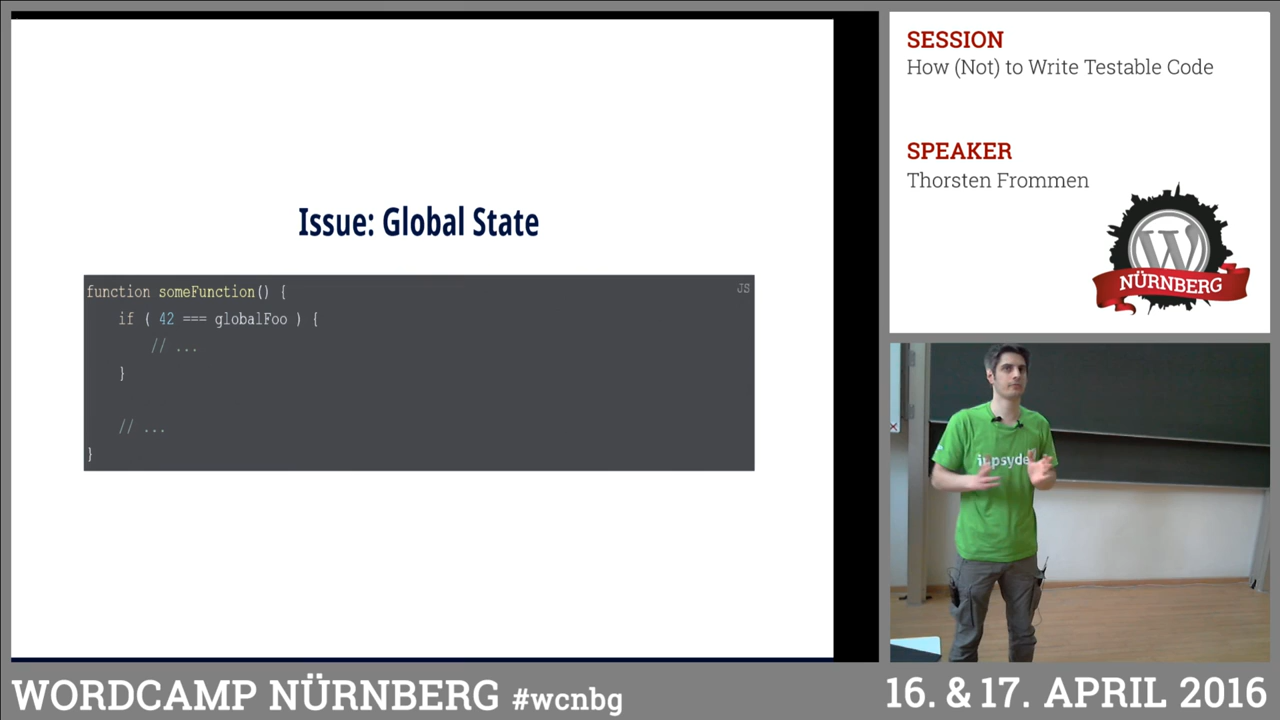 Issue: Global State
function someFunction() {
JS
if ( 42 === globalFoo ) {
// ...
}
// ...
}
SESSION
How (Not) to Write Testable Code
SPEAKER
Thorsten Frommen
W
NÜRNBERG
inpsyde
WORDCAMP NÜRNBERG #wcnbg
16. & 17. APRIL 2016